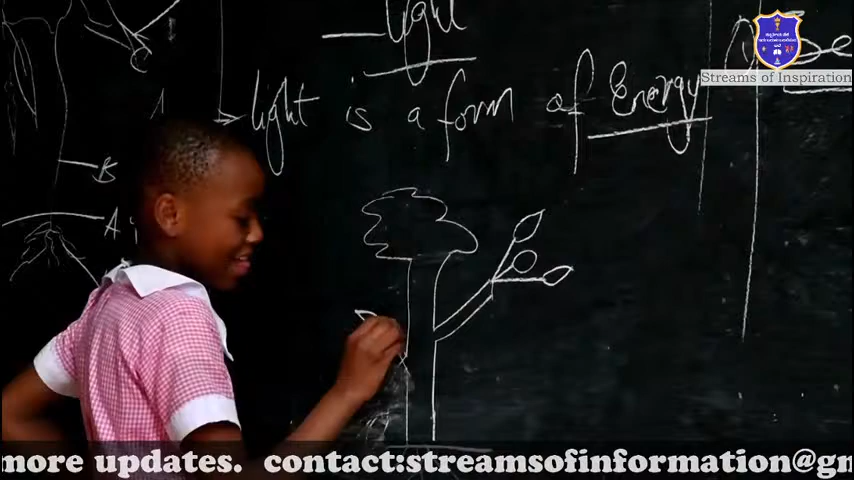 Light
light is a form of Energy
B
A
C
Streams of Inspiration
more updates. contact:streamsofinformation@gm